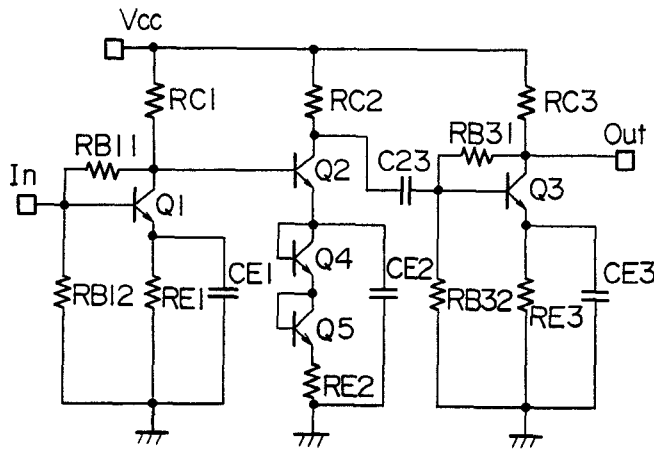 Vcc
RC1
RC2
RC3
RB11
RB31
Out
In
C23
Q1
Q2
Q3
Q4
CE1
CE2
CE3
RB12
RE1
RB32
RE3
Q5
RE2